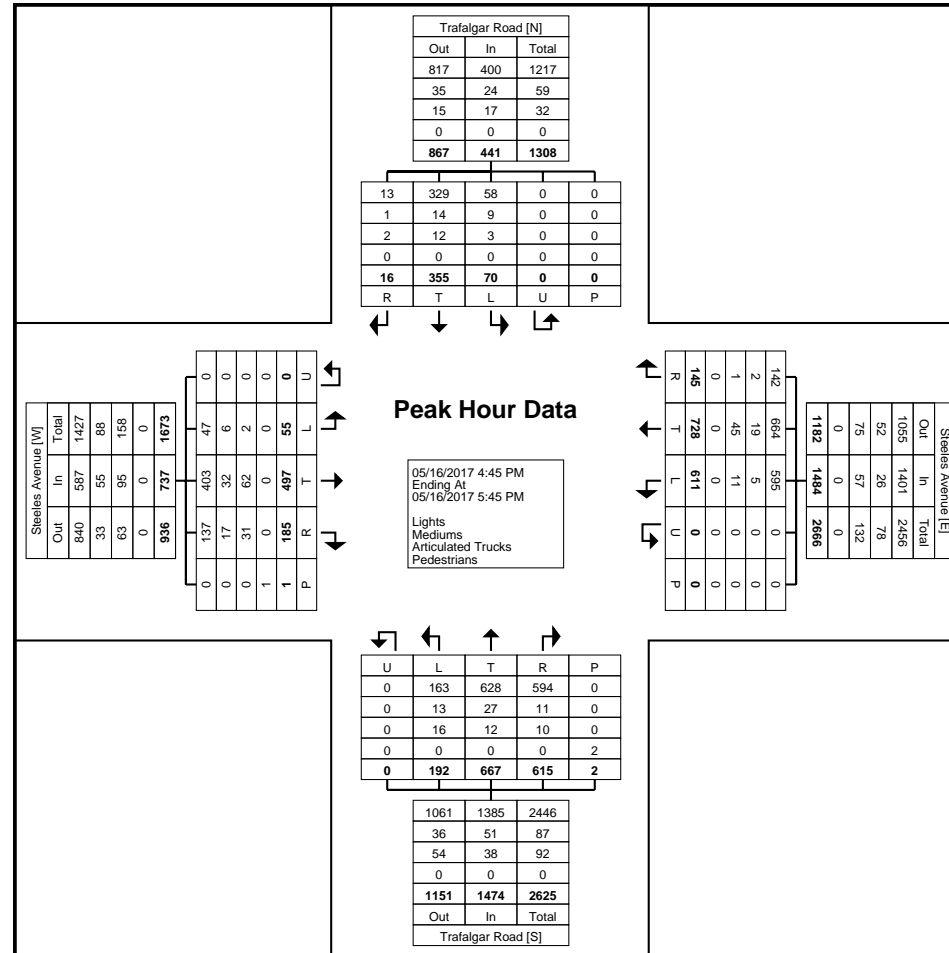 Trafalgar Road [N]
Out In Total
817 400 1217
35 24 59
15 17 32
0 0 0
867 441 1308
13 329 58 0 0
1 14 9 0 0
2 12 3 0 0
0 0 0 0 0
16 355 70 0 0
R T L U P
Steeles Avenue [W]
Total In Out
1427 587 840
88 55 33
158 95 63
0 0 0
1673 737 936
0 47 403 137 0
0 6 32 17 0
0 2 62 31 0
0 0 0 0 1
0 55 497 185 1
U L T R P
Peak Hour Data
05/16/2017 4:45 PM
Ending At
05/16/2017 5:45 PM
Lights
Mediums
Articulated Trucks
Pedestrians
R T L U P
145 728 611 0 0
0 0 0 0 0
1 45 11 0 0
2 19 5 0 0
142 664 595 0 0
Steeles Avenue [E]
Out In Total
1055 1401 2456
52 26 78
75 57 132
0 0 0
1182 1484 2666
U L T R P
0 163 628 594 0
0 13 27 11 0
0 16 12 10 0
0 0 0 0 2
0 192 667 615 2
1061 1385 2446
36 51 87
54 38 92
0 0 0
1151 1474 2625
Out In Total
Trafalgar Road [S]